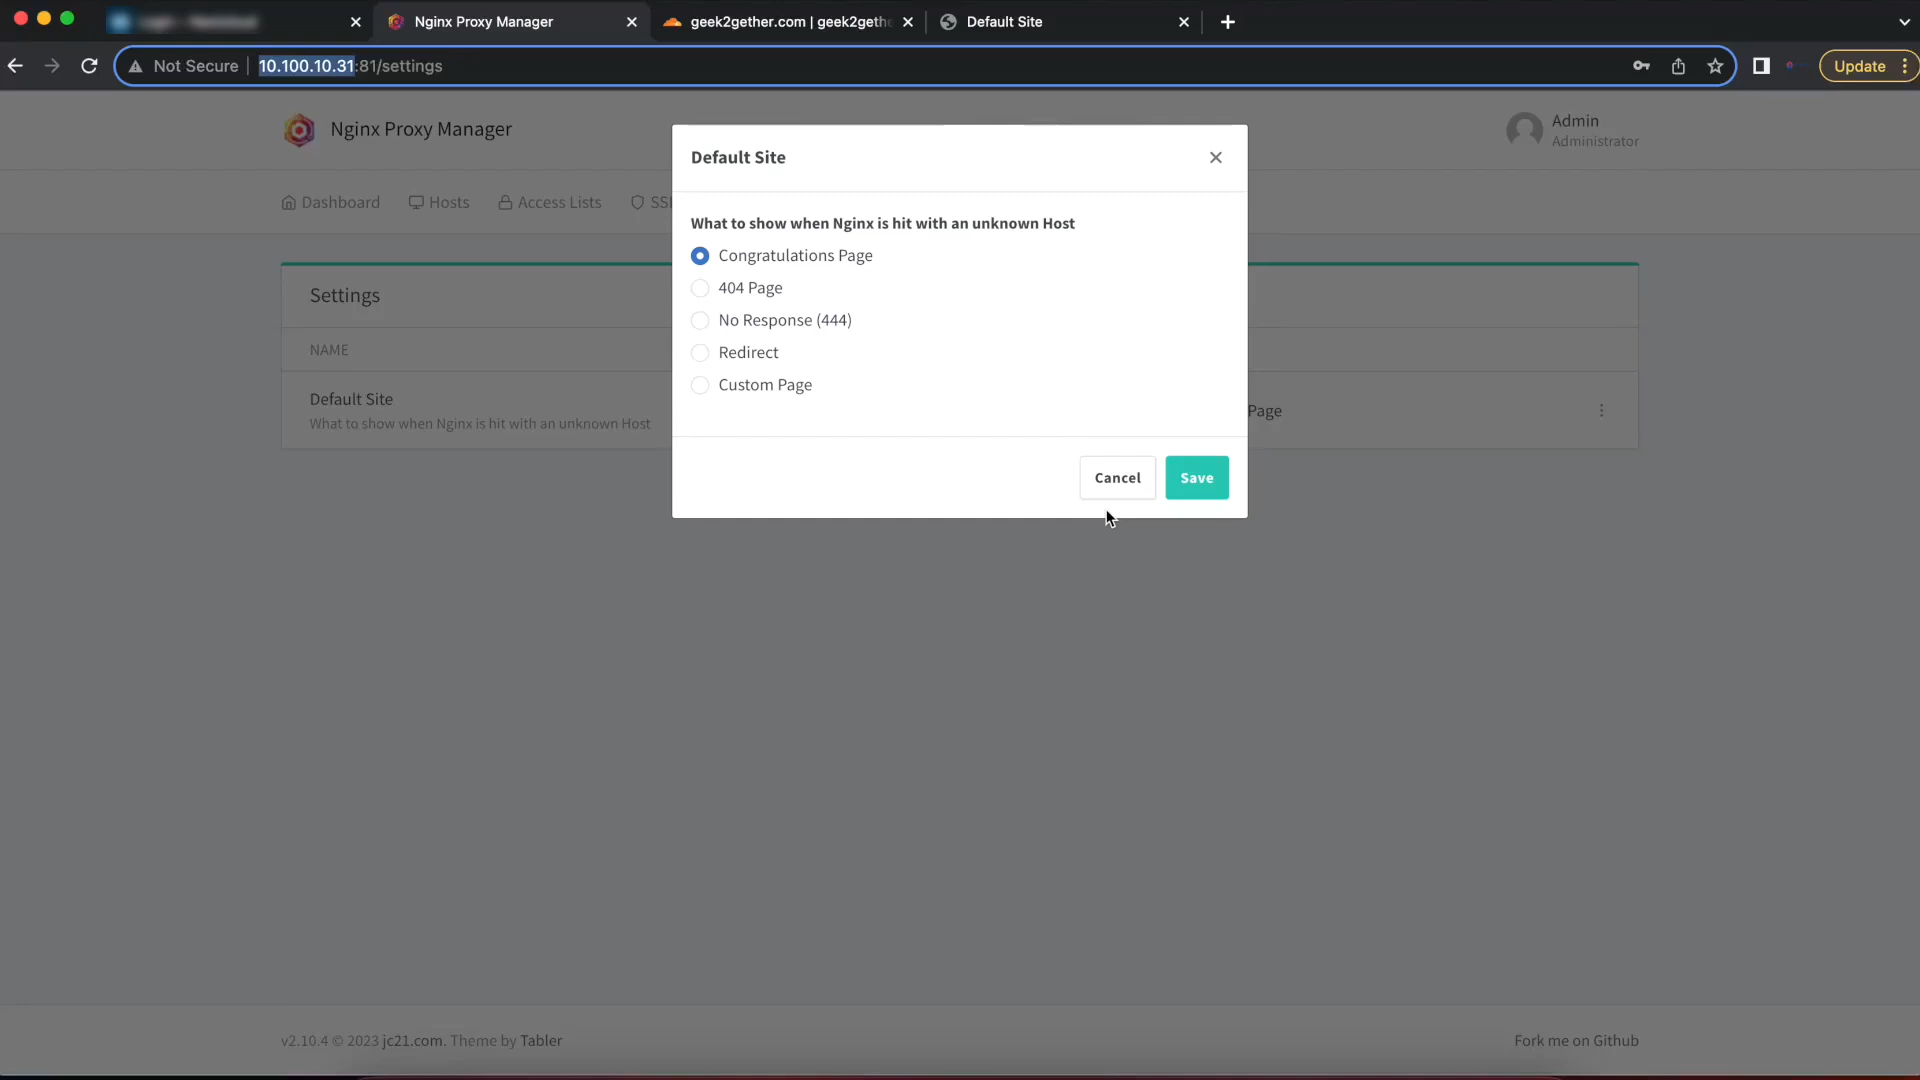 Nginx Proxy Manager
geek2gether.com | geek2geth
Default Site
Not Secure
10.100.10.31:81/settings
Update
Nginx Proxy Manager
Admin
Administrator
Dashboard
Hosts
Access Lists
SSL
Settings
NAME
Default Site
What to show when Nginx is hit with an unknown Host
Page
Default Site
What to show when Nginx is hit with an unknown Host
Congratulations Page
404 Page
No Response (444)
Redirect
Custom Page
Cancel
Save
v2.10.4 © 2023 jc21.com. Theme by Tabler
Fork me on Github